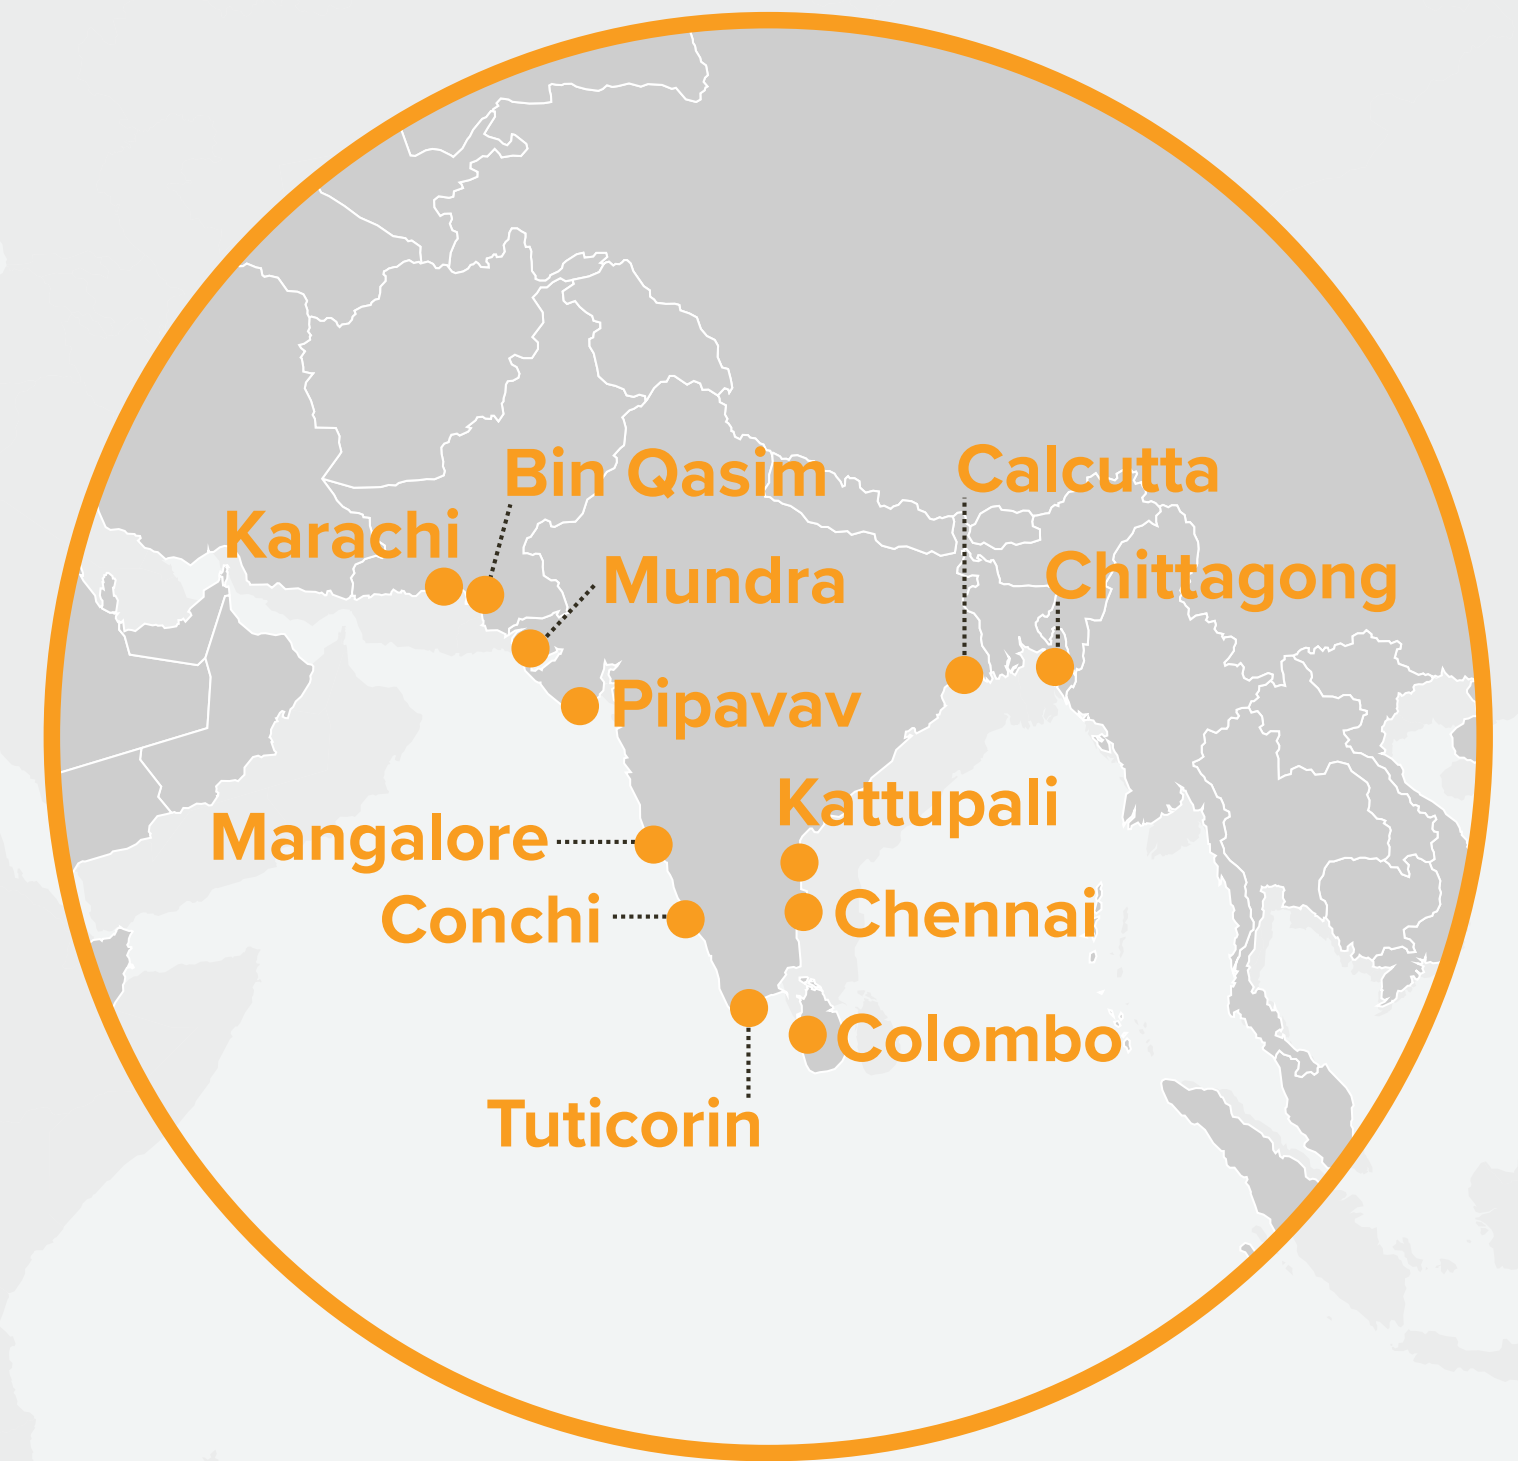 Calcutta
Bin Qasim
Karachi
Mundra
Chittagong
Pipavav
Kattupali
Mangalore
Chennai
Conchi
Colombo
Tuticorin